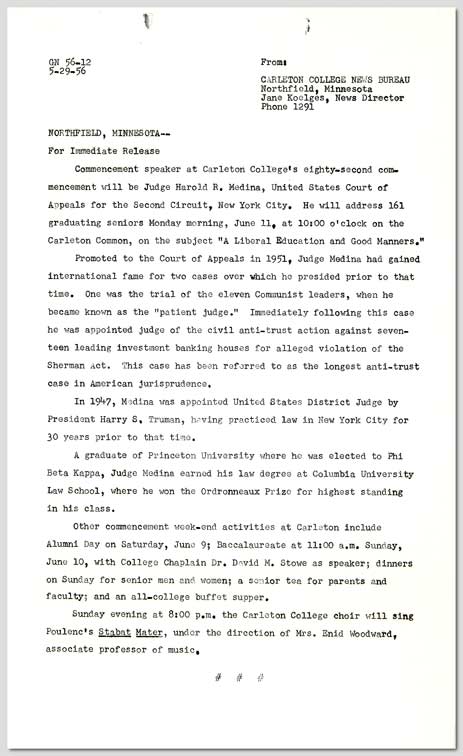 GN 56-12
5-29-56
From:
CARLETON COLLEGE NEWS BUREAU
Northfield, Minnesota
Jane Koelges, News Director
Phone 1291
NORTHFIELD, MINNESOTA--
For Immediate Release
Commencement speaker at Carleton College's eighty-second com-
mencement will be Judge Harold R. Medina, United States Court of
Appeals for the Second Circuit, New York City. He will address 161
graduating seniors Monday morning, June 11, at 10:00 o'clock on the
Carleton Common, on the subject "A Liberal Education and Good Manners."
Promoted to the Court of Appeals in 1951, Judge Medina had gained
international fame for two cases over which he presided prior to that
time. One was the trial of the eleven Communist leaders, when he
became known as the "patient judge." Immediately following this case
he was appointed judge of the civil anti-trust action against seven-
teen leading investment banking houses for alleged violation of the
Sherman Act. This case has been referred to as the longest anti-trust
case in American jurisprudence.
In 1947, Medina was appointed United States District Judge by
President Harry S. Truman, having practiced law in New York City for
30 years prior to that time.
A graduate of Princeton University where he was elected to Phi
Beta Kappa, Judge Medina earned his law degree at Columbia University
Law School, where he won the Ordronneaux Prize for highest standing
in his class.
Other commencement week-end activities at Carleton include
Alumni Day on Saturday, June 9; Baccalaureate at 11:00 a.m. Sunday,
June 10, with College Chaplain Dr. David M. Stowe as speaker; dinners
on Sunday for senior men and women; a senior tea for parents and
faculty; and an all-college buffet supper.
Sunday evening at 8:00 p.m. the Carleton College choir will sing
Poulenc's Stabat Mater, under the direction of Mrs. Enid Woodward,
associate professor of music.
# # #